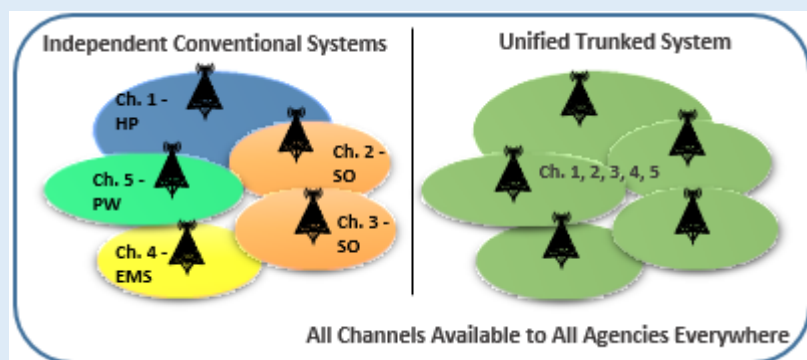 Independent Conventional Systems
Unified Trunked System
Ch. 1 -
HP
Ch. 2 -
SO
Ch. 5 -
PW
Ch. 3 -
SO
Ch. 4 -
EMS
Ch. 1, 2, 3, 4, 5
All Channels Available to All Agencies Everywhere